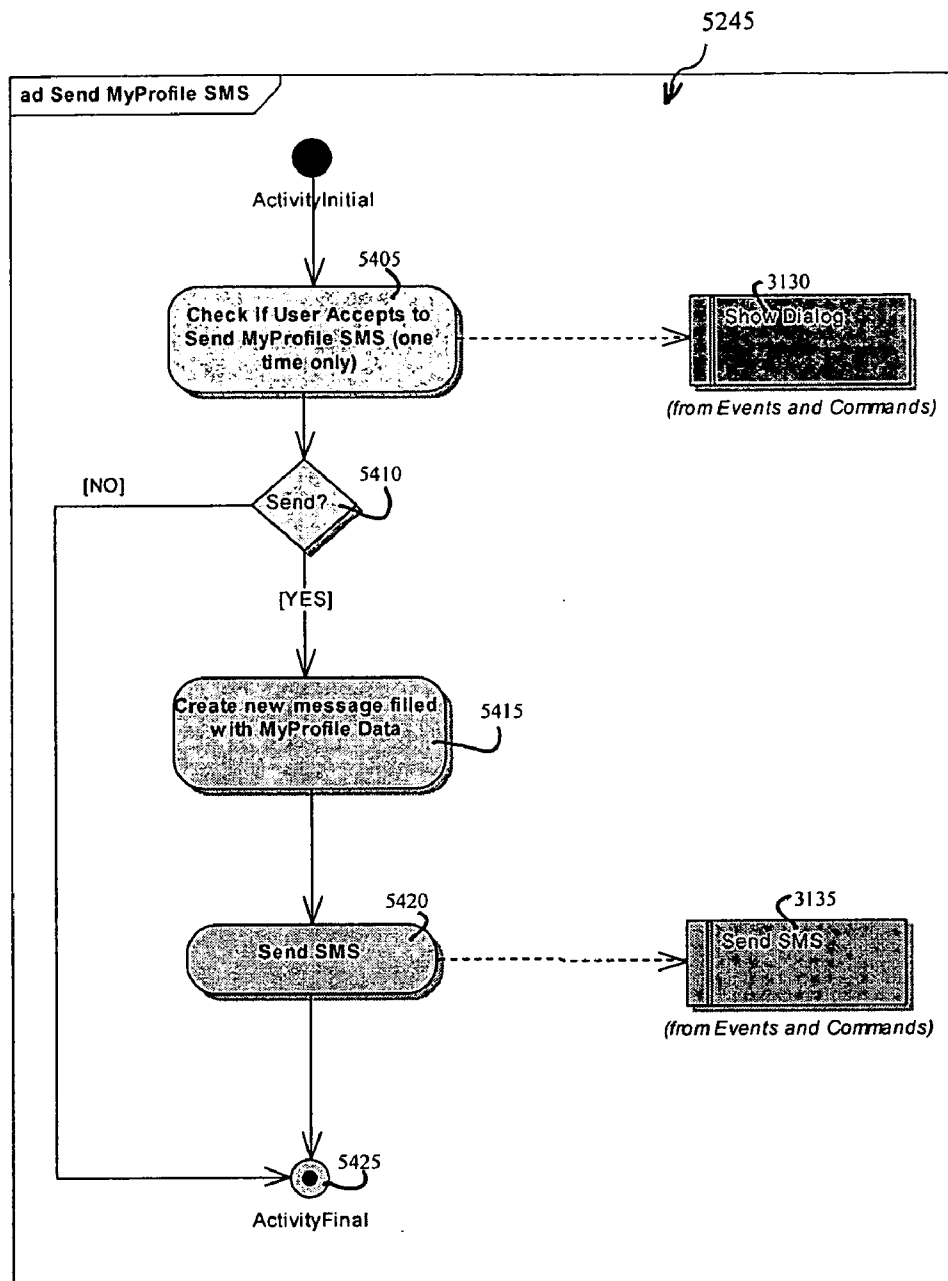 5245
ad Send MyProfile SMS
ActivityInitial
5405
Check If User Accepts to
Send MyProfile SMS (one
time only)
3130
Show Dialog
(from Events and Commands)
[NO]
Send?
5410
[YES]
Create new message filled
with MyProfile Data
5415
5420
Send SMS
3135
Send SMS
(from Events and Commands)
5425
ActivityFinal